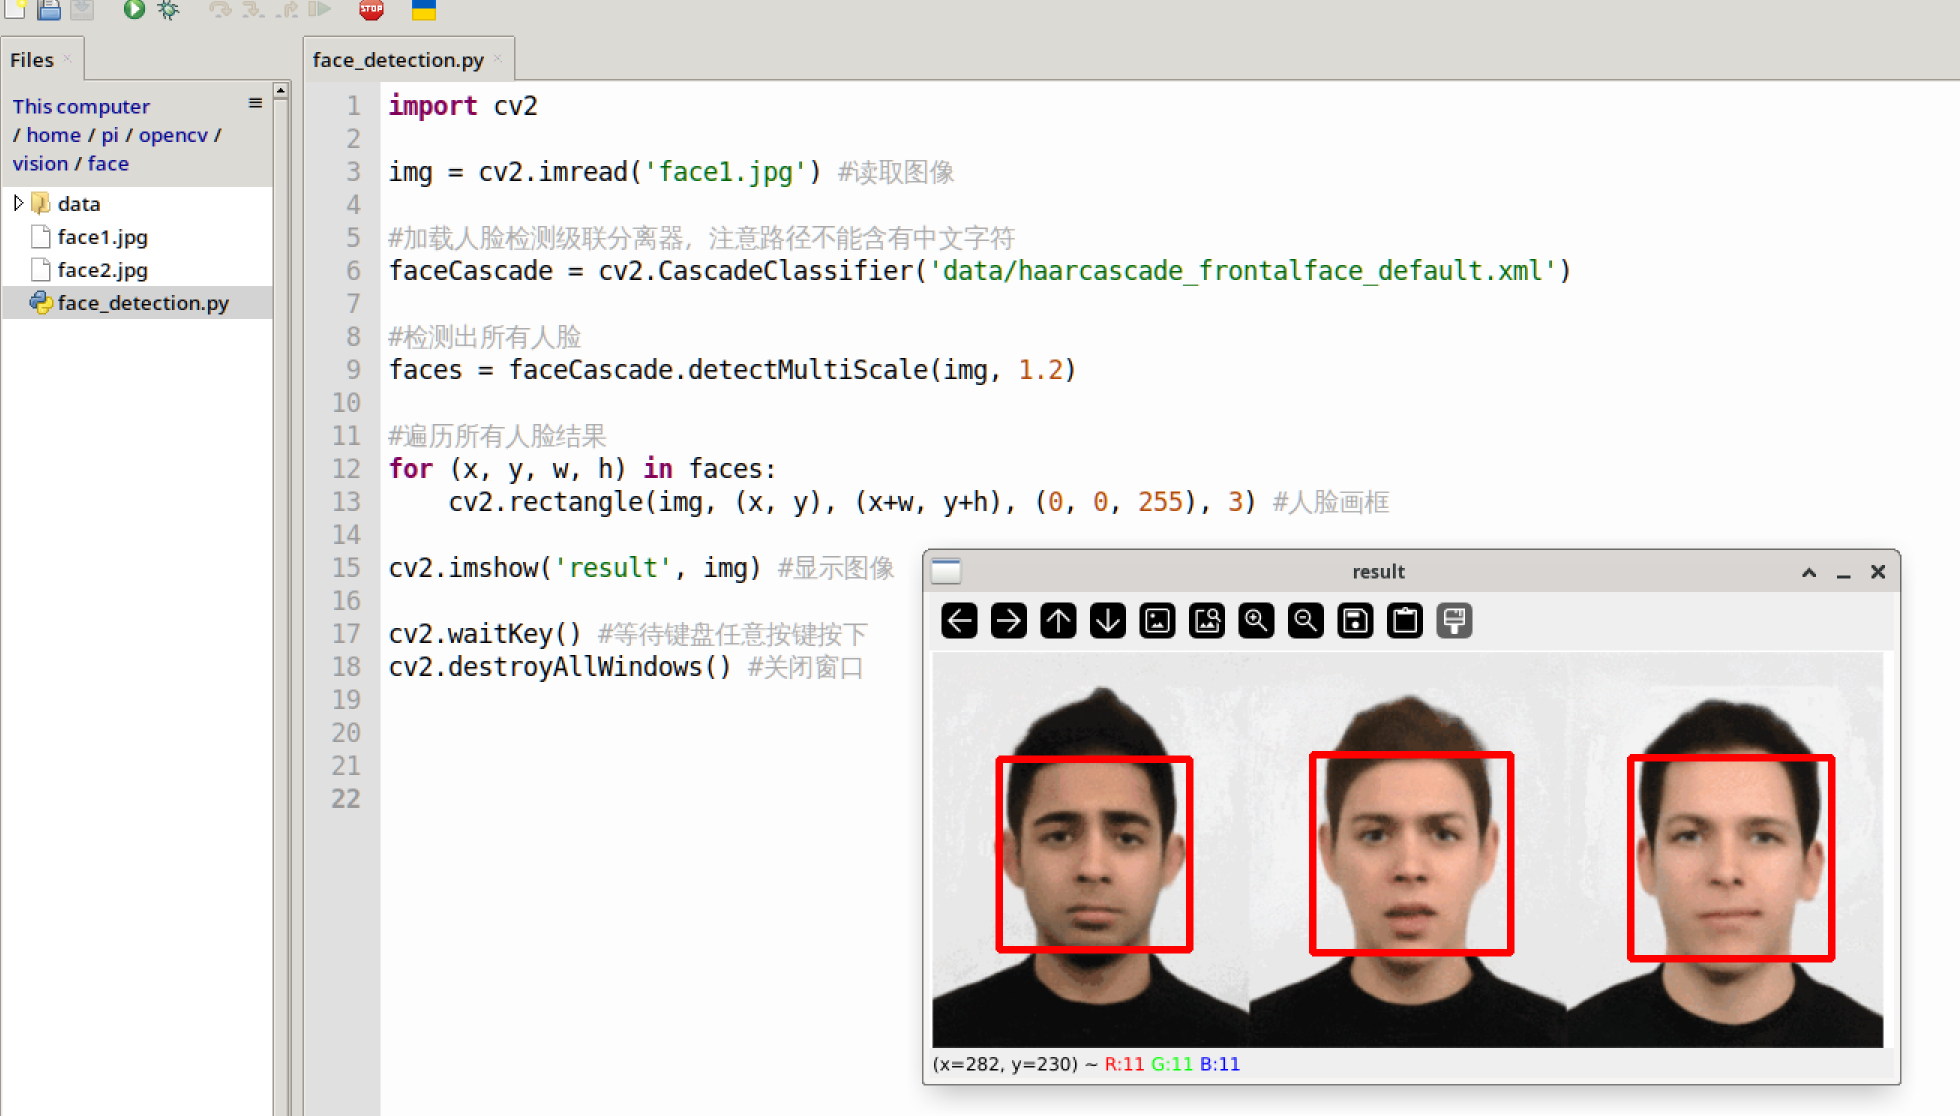 STOP
Files
This computer
/ home / pi / opencv /
vision / face
data
face1.jpg
face2.jpg
face_detection.py
face_detection.py
1 import cv2
2
3 img = cv2.imread('face1.jpg') #读取图像
4
5 #加载人脸检测级联分离器，注意路径不能含有中文字符
6 faceCascade = cv2.CascadeClassifier('data/haarcascade_frontalface_default.xml')
7
8 #检测出所有人脸
9 faces = faceCascade.detectMultiScale(img, 1.2)
10
11 #遍历所有人脸结果
12 for (x, y, w, h) in faces:
13     cv2.rectangle(img, (x, y), (x+w, y+h), (0, 0, 255), 3) #人脸画框
14
15 cv2.imshow('result', img) #显示图像
16
17 cv2.waitKey() #等待键盘任意按键按下
18 cv2.destroyAllWindows() #关闭窗口
19
20
21
22
result
(x=282, y=230) ~ R:11 G:11 B:11